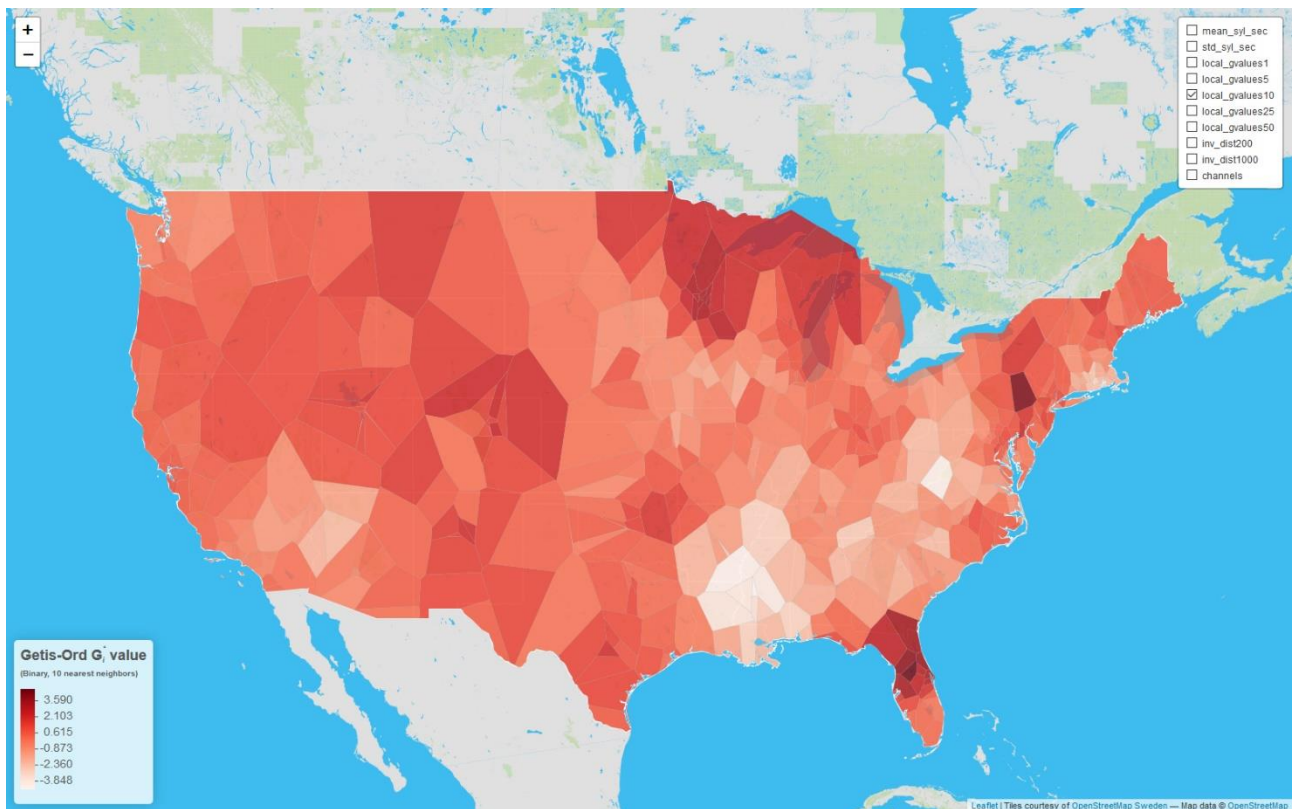 +
−
mean_syl_sec
std_syl_sec
local_gvalues1
local_gvalues5
local_gvalues10
local_gvalues25
local_gvalues50
inv_dist200
inv_dist1000
channels
Getis-Ord G*i value
(Binary, 10 nearest neighbors)
3.590
2.103
0.615
-0.873
-2.360
-3.848
Leaflet | Tiles courtesy of OpenStreetMap Sweden — Map data © OpenStreetMap